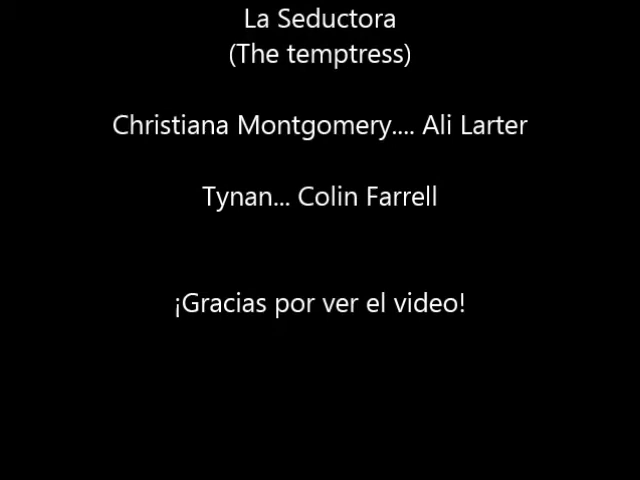 La Seductora
(The temptress)
Christiana Montgomery.... Ali Larter
Tynan... Colin Farrell
¡Gracias por ver el video!